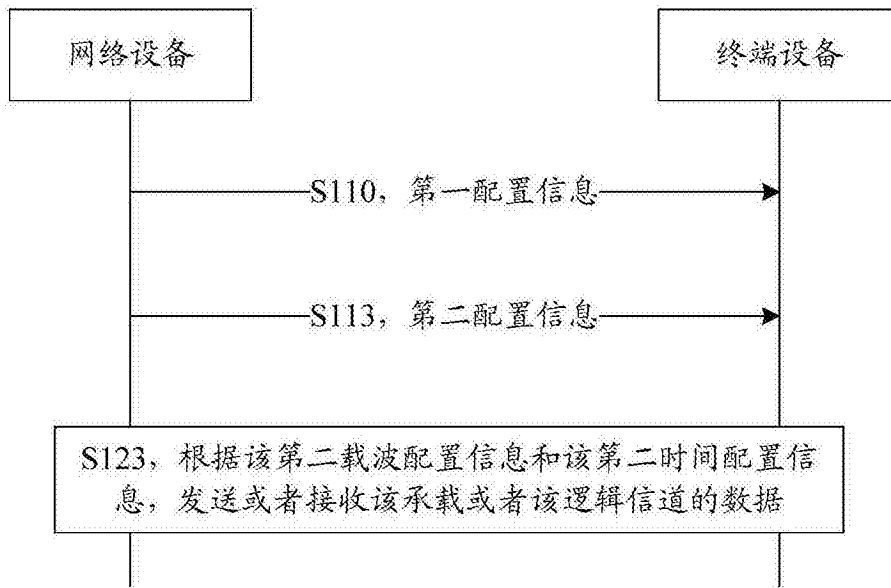 网络设备
终端设备
S110，第一配置信息
S113，第二配置信息
S123，根据该第二载波配置信息和该第二时间配置信
息，发送或者接收该承载或者该逻辑信道的数据